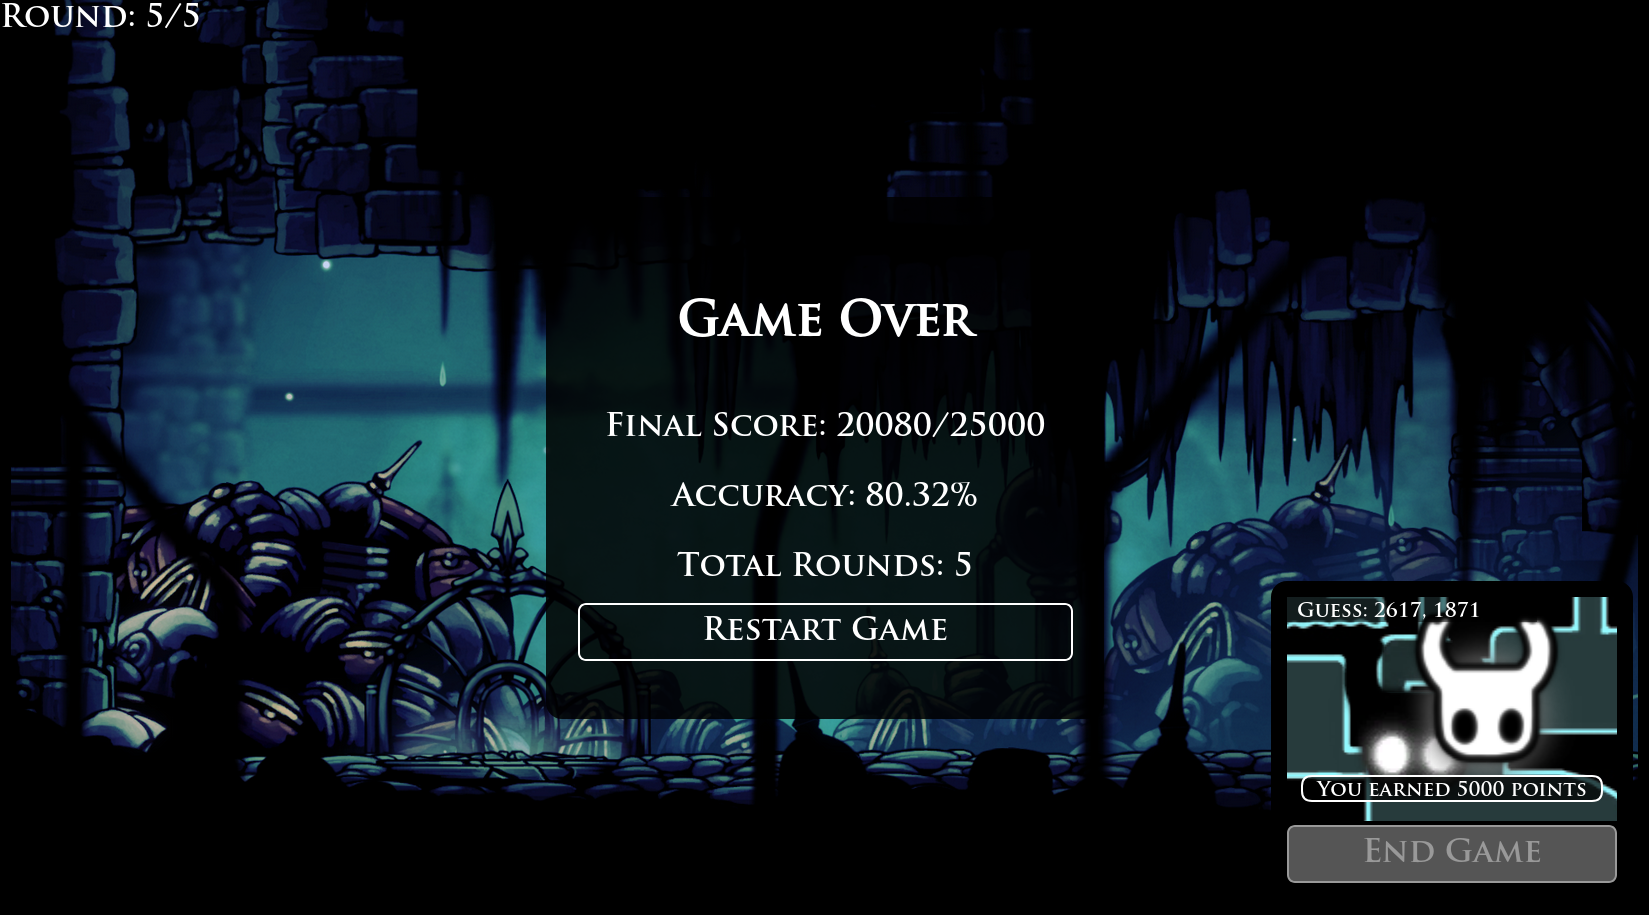 Round: 5/5
Game Over
Final Score: 20080/25000
Accuracy: 80.32%
Total Rounds: 5
Restart Game
Guess: 2617, 1871
You earned 5000 points
End Game